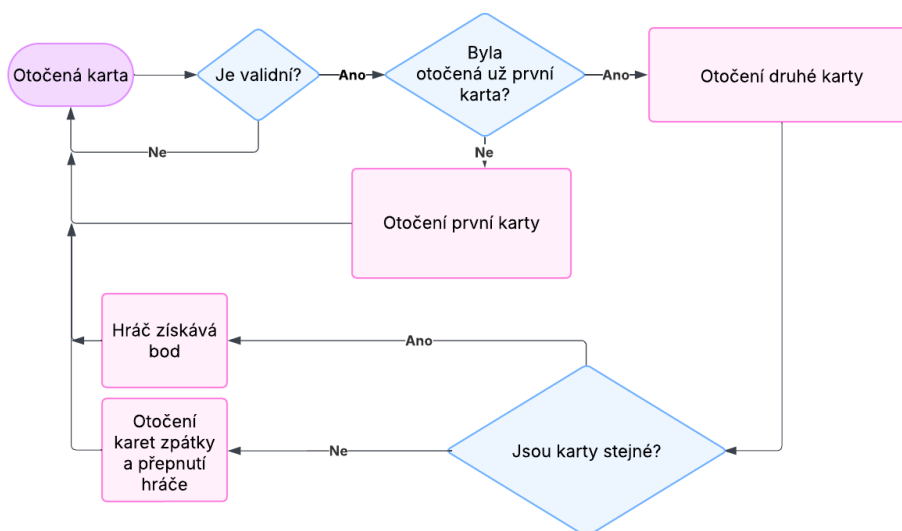 Otočená karta
Je validní?
Ano
Byla
otočená už první
karta?
Ano
Otočení druhé karty
Ne
Ne
Otočení první karty
Hráč získává
bod
Ano
Otočení
karet zpátky
a přepnutí
hráče
Ne
Jsou karty stejné?